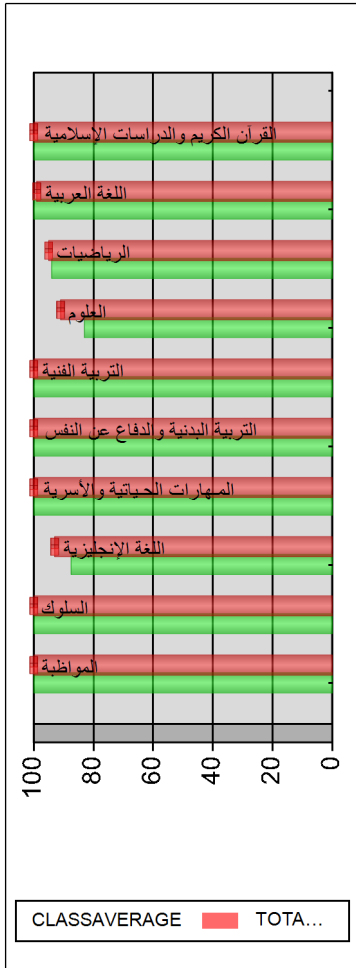 القرآن الكريم والدراسات الإسلامية
اللغة العربية
الرياضيات
العلوم
التربية الفنية
التربية البدنية والدفاع عن النفس
المهارات الحياتية والأسرية
اللغة الإنجليزية
السلوك
المواظبة
100 80 60 40 20 0
CLASSAVERAGE TOTA...